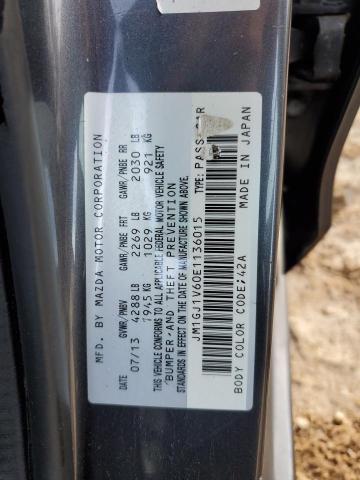 MFD. BY MAZDA MOTOR CORPORATION
DATE GVWR/PNBV GAWR/PNBE FRT GAWR/PNBE RR
07/13 4288 LB 2269 LB 2030 LB
1945 KG 1029 KG 921 KG
THIS VEHICLE CONFORMS TO ALL APPLICABLE FEDERAL MOTOR VEHICLE SAFETY
BUMPER AND THEFT PREVENTION
STANDARDS IN EFFECT ON THE DATE OF MANUFACTURE SHOWN ABOVE.
JM1GJ1V60E1136015 TYPE: PASS CAR
BODY COLOR CODE:42A MADE IN JAPAN